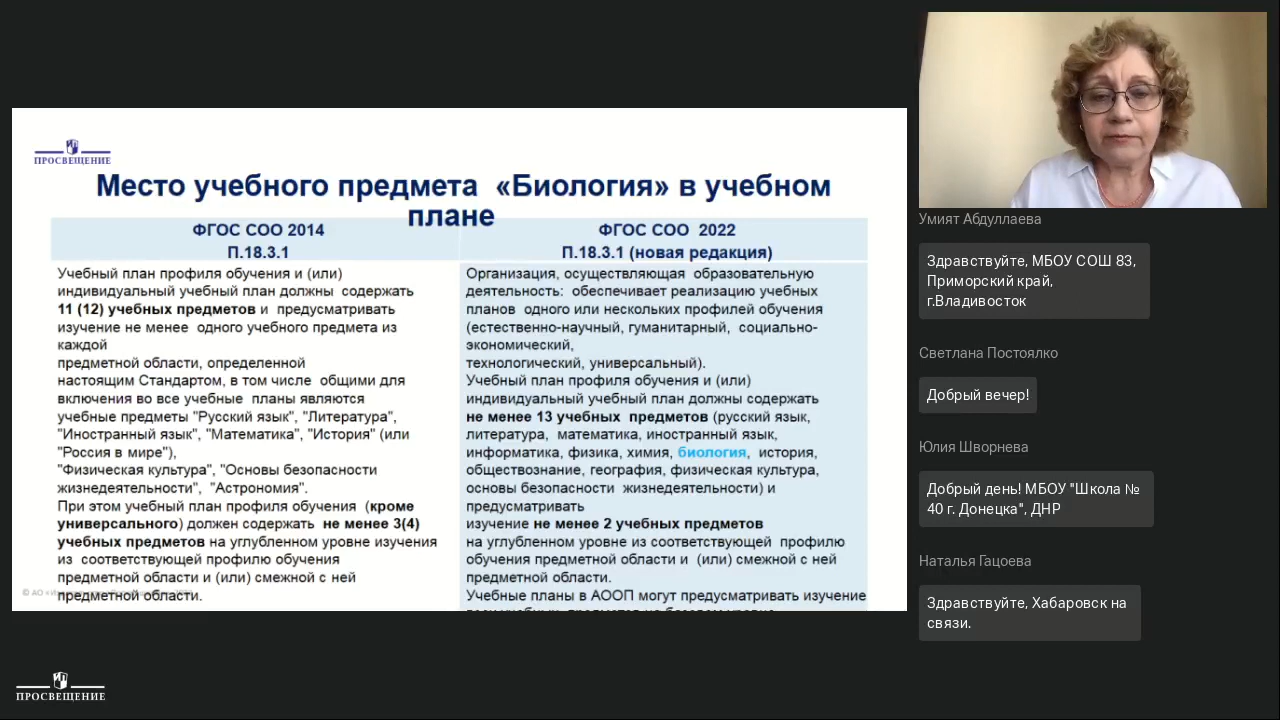 ПРОСВЕЩЕНИЕ
Место учебного предмета «Биология» в учебном
плане
ФГОС СОО 2014
П.18.3.1
Учебный план профиля обучения и (или)
индивидуальный учебный план должны содержать
11 (12) учебных предметов и предусматривать
изучение не менее одного учебного предмета из
каждой
предметной области, определенной
настоящим Стандартом, в том числе общими для
включения во все учебные планы являются
учебные предметы "Русский язык", "Литература",
"Иностранный язык", "Математика", "История" (или
"Россия в мире"),
"Физическая культура", "Основы безопасности
жизнедеятельности", "Астрономия".
При этом учебный план профиля обучения (кроме
универсального) должен содержать не менее 3(4)
учебных предметов на углубленном уровне изучения
из соответствующей профилю обучения
предметной области и (или) смежной с ней
предметной области.
ФГОС СОО 2022
П.18.3.1 (новая редакция)
Организация, осуществляющая образовательную
деятельность: обеспечивает реализацию учебных
планов одного или нескольких профилей обучения
(естественно-научный, гуманитарный, социально-
экономический,
технологический, универсальный).
Учебный план профиля обучения и (или)
индивидуальный учебный план должны содержать
не менее 13 учебных предметов (русский язык,
литература, математика, иностранный язык,
информатика, физика, химия, биология, история,
обществознание, география, физическая культура,
основы безопасности жизнедеятельности) и
предусматривать
изучение не менее 2 учебных предметов
на углубленном уровне из соответствующей профилю
обучения предметной области и (или) смежной с ней
предметной области.
Учебные планы в АООП могут предусматривать изучение
© АО
ПРОСВЕЩЕНИЕ
Умият Абдуллаева
Здравствуйте, МБОУ СОШ 83,
Приморский край,
г.Владивосток
Светлана Постоялко
Добрый вечер!
Юлия Шворнева
Добрый день! МБОУ "Школа №
40 г. Донецка", ДНР
Наталья Гацоева
Здравствуйте, Хабаровск на
связи.